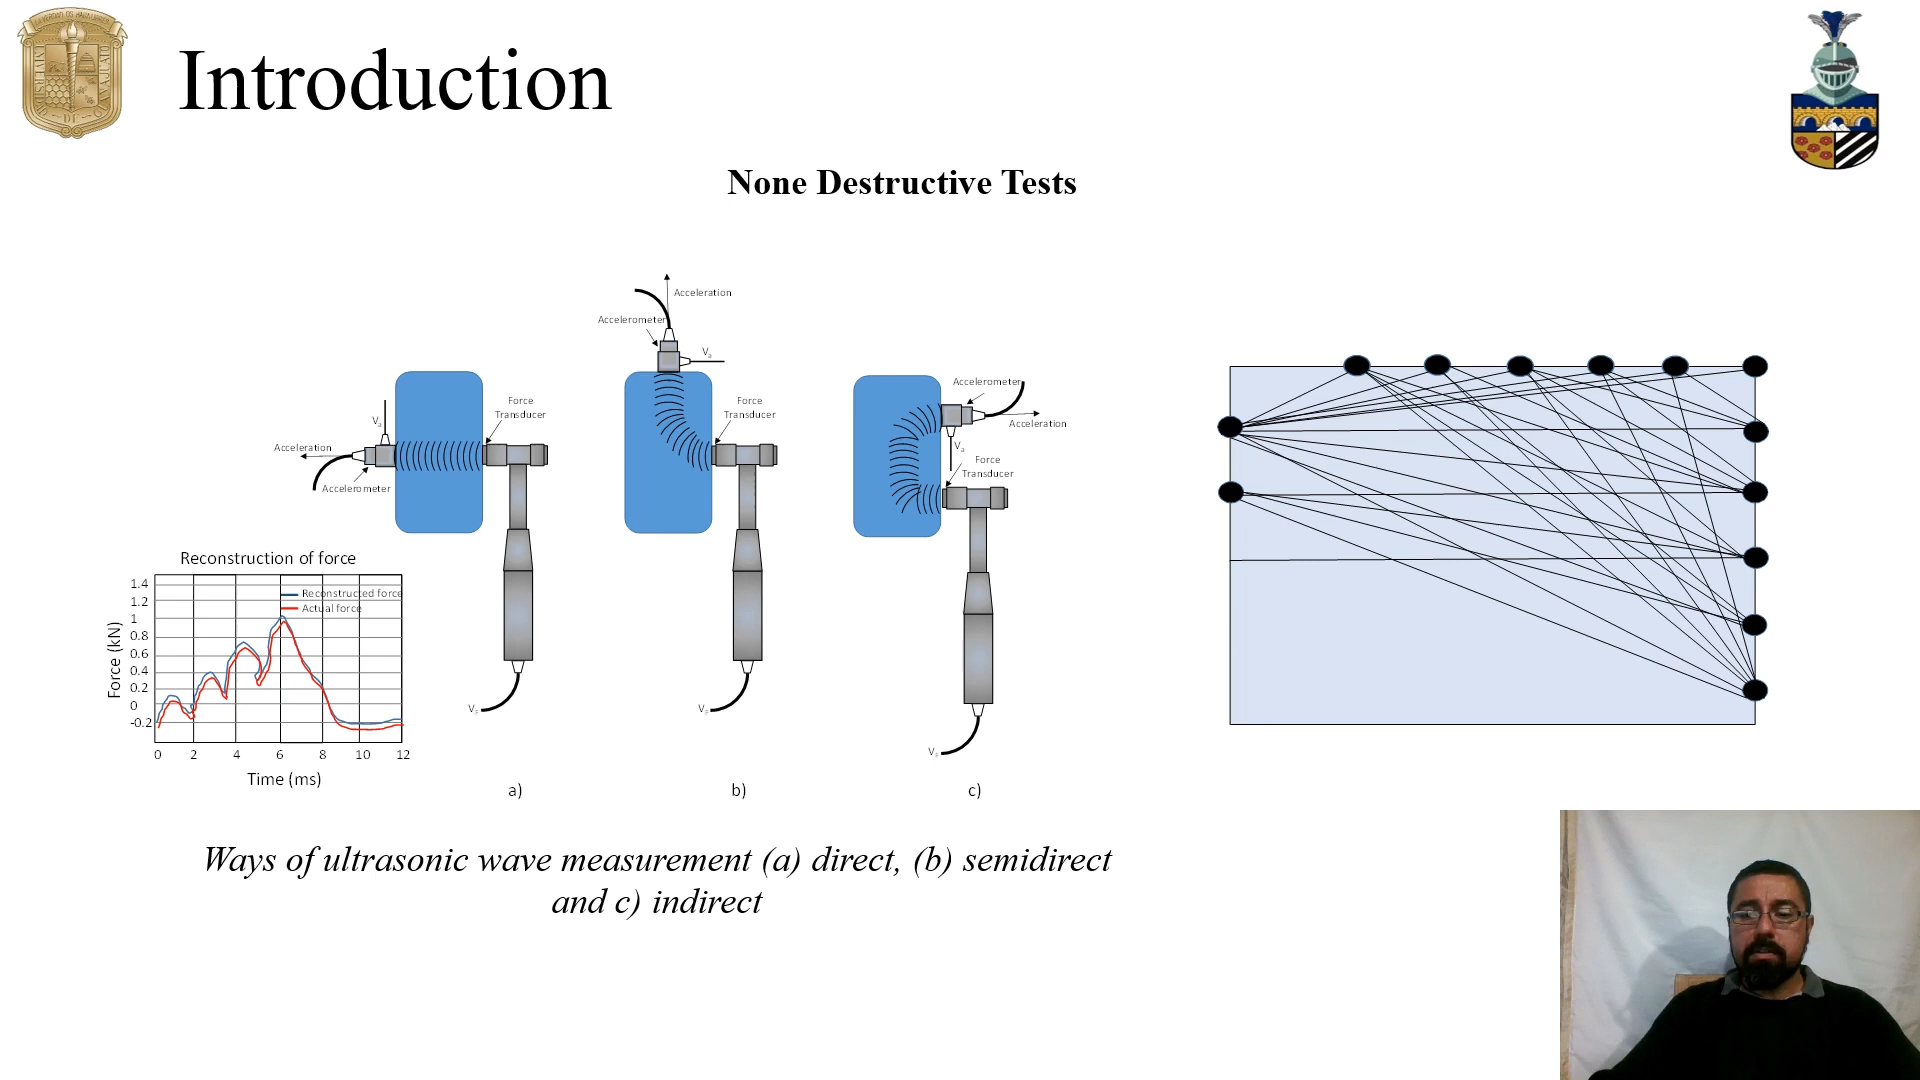 Introduction
None Destructive Tests
Acceleration
Accelerometer
Va
Force
Transducer
Va
Acceleration
Accelerometer
Force
Transducer
Accelerometer
Acceleration
Va
Force
Transducer
Reconstruction of force
Reconstructed force
Actual force
1.4
1.2
1
0.8
0.6
0.4
0.2
0
-0.2
Force (kN)
0 2 4 6 8 10 12
Time (ms)
VF
VF
VF
a)
b)
c)
Ways of ultrasonic wave measurement (a) direct, (b) semidirect
and c) indirect